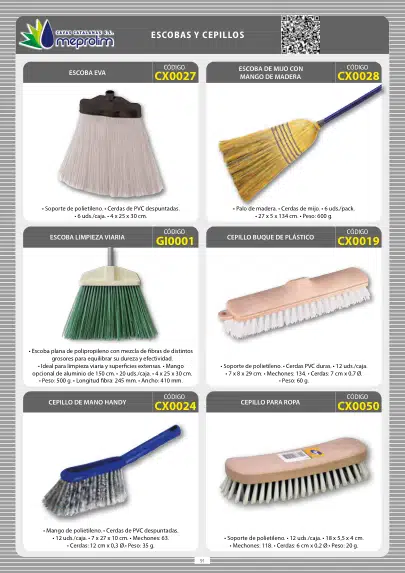 RAFAX CATALANAS S.L.
meprolim
ESCOBAS Y CEPILLOS
ESCOBA EVA
CÓDIGO
CX0027
• Soporte de polietileno. • Cerdas de PVC despuntadas.
• 6 uds./caja. • 4 x 25 x 30 cm.
ESCOBA DE MIJO CON
MANGO DE MADERA
CÓDIGO
CX0028
• Palo de madera. • Cerdas de mijo. • 6 uds./pack.
• 27 x 5 x 134 cm. • Peso: 600 g.
ESCOBA LIMPIEZA VIARIA
CÓDIGO
GI0001
• Escoba plana de polipropileno con mezcla de fibras de distintos
grosores para equilibrar su dureza y efectividad.
• Ideal para limpieza viaria y superficies extensas. • Mango
opcional de aluminio de 150 cm. • 20 uds./caja. • 4 x 25 x 30 cm.
• Peso: 500 g. • Longitud fibra: 245 mm. • Ancho: 410 mm.
CEPILLO BUQUE DE PLÁSTICO
CÓDIGO
CX0019
• Soporte de polietileno. • Cerdas PVC duras. • 12 uds./caja.
• 7 x 8 x 29 cm. • Mechones: 134. • Cerdas: 7 cm x 0,7 Ø.
• Peso: 60 g.
CEPILLO DE MANO HANDY
CÓDIGO
CX0024
• Mango de polietileno. • Cerdas de PVC despuntadas.
• 12 uds./caja. • 7 x 27 x 10 cm. • Mechones: 63.
• Cerdas: 12 cm x 0,3 Ø • Peso: 35 g.
CEPILLO PARA ROPA
CÓDIGO
CX0050
• Soporte de polietileno. • 12 uds./caja. • 18 x 5,5 x 4 cm.
• Mechones: 118. • Cerdas: 6 cm x 0,2 Ø • Peso: 20 g.